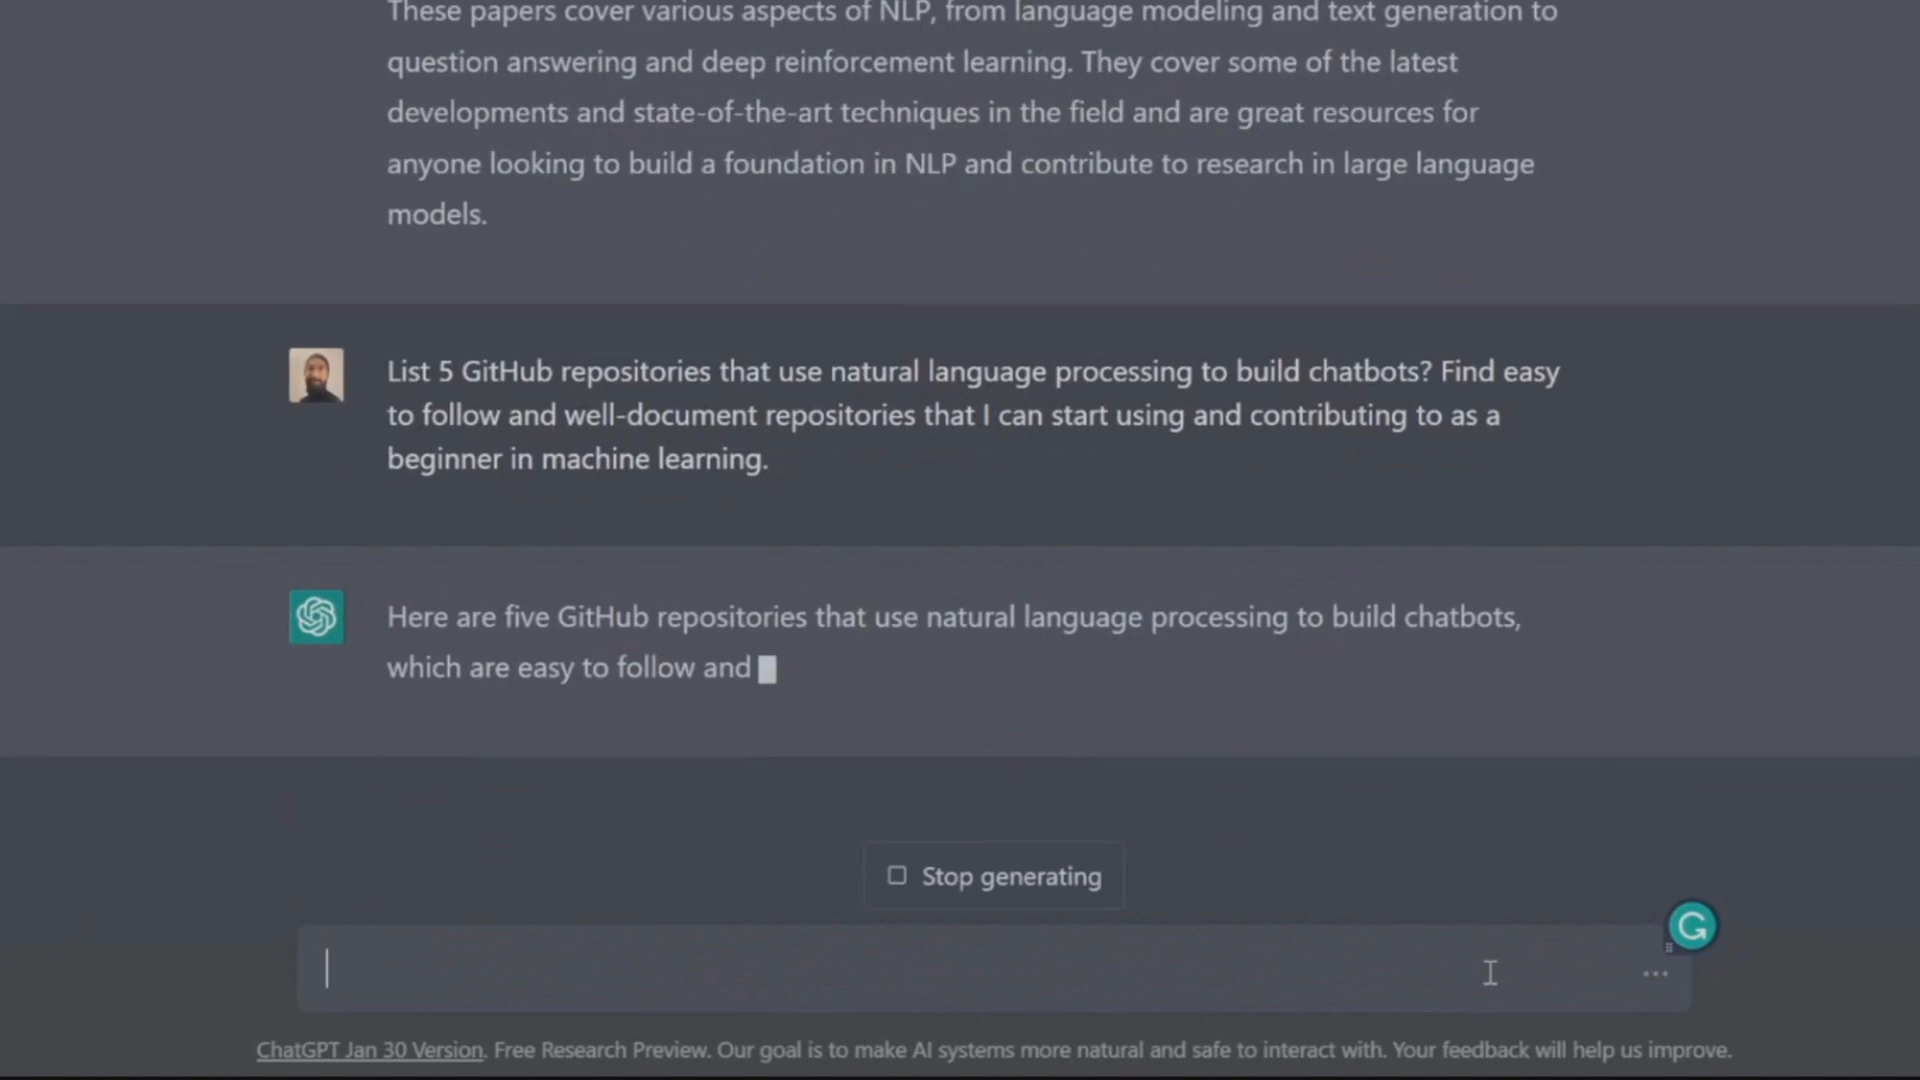 These papers cover various aspects of NLP, from language modeling and text generation to
question answering and deep reinforcement learning. They cover some of the latest
developments and state-of-the-art techniques in the field and are great resources for
anyone looking to build a foundation in NLP and contribute to research in large language
models.
List 5 GitHub repositories that use natural language processing to build chatbots? Find easy
to follow and well-document repositories that I can start using and contributing to as a
beginner in machine learning.
Here are five GitHub repositories that use natural language processing to build chatbots,
which are easy to follow and
Stop generating
ChatGPT Jan 30 Version. Free Research Preview. Our goal is to make AI systems more natural and safe to interact with. Your feedback will help us improve.